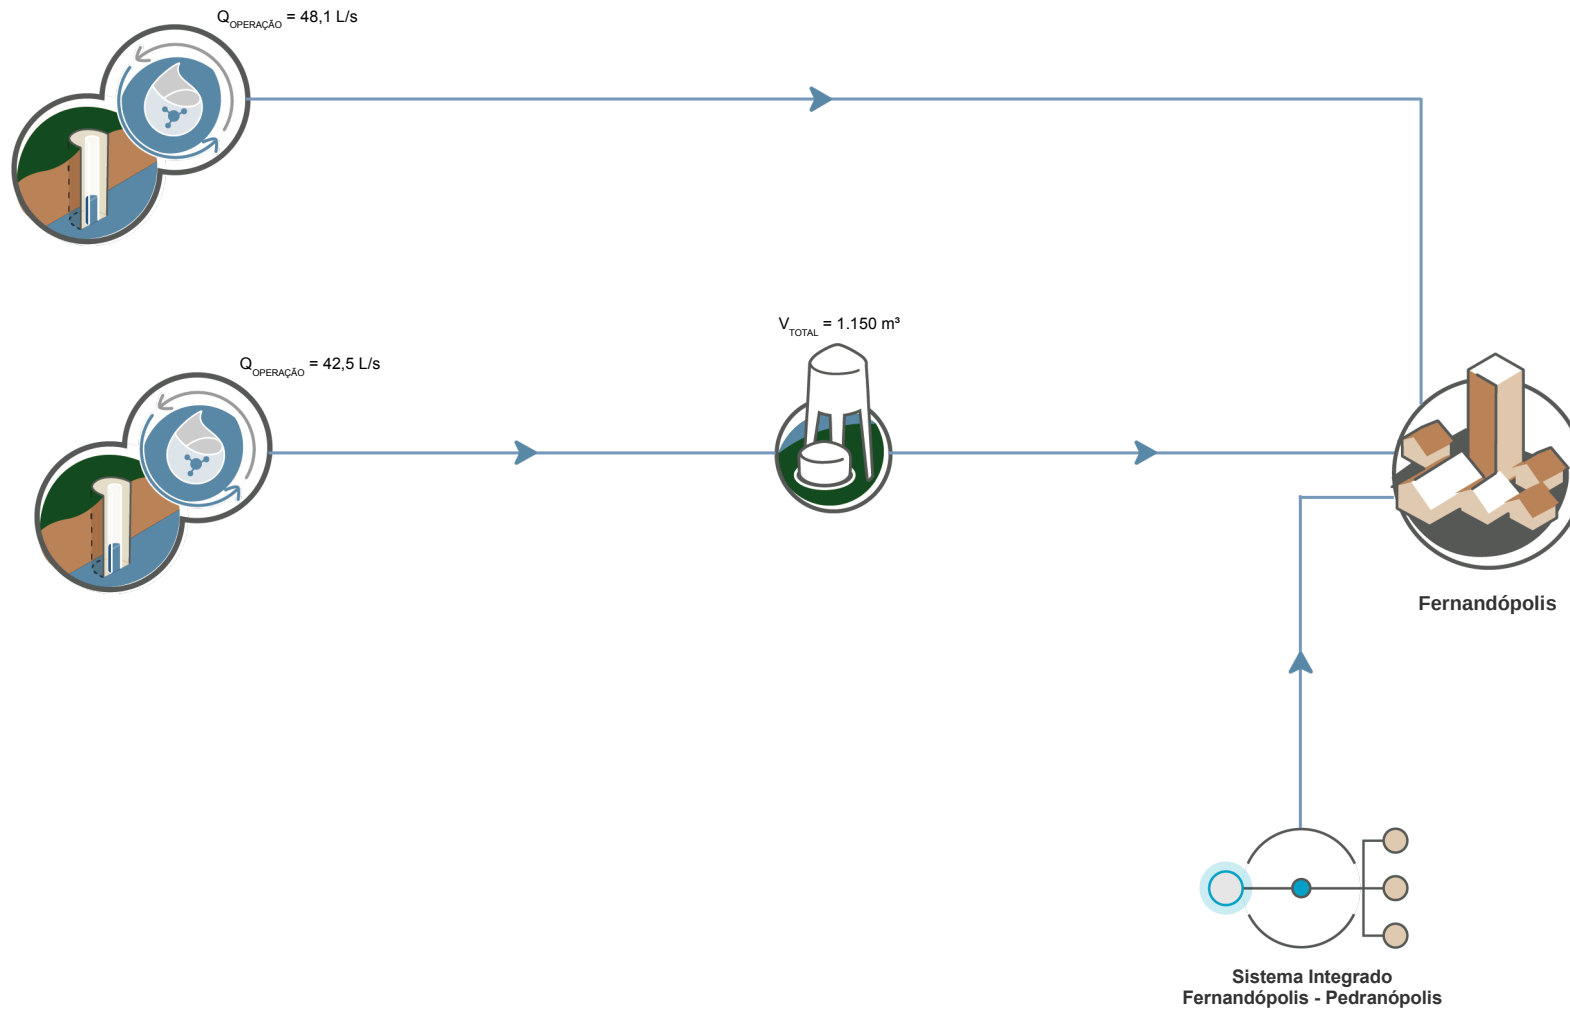 QOPERAÇÃO = 48,1 L/s
VTOTAL = 1.150 m³
QOPERAÇÃO = 42,5 L/s
Fernandópolis
Sistema Integrado
Fernandópolis - Pedranópolis